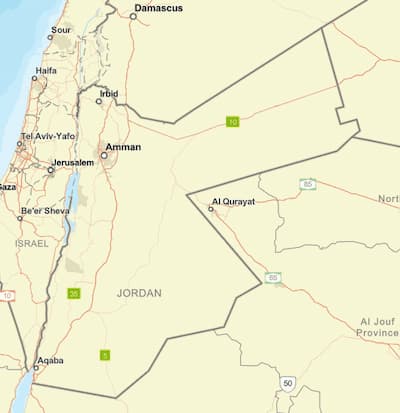 Damascus
Sour
Haifa
Irbid
10
Tel Aviv-Yafo
Amman
Jerusalem
Gaza
85
North
Al Qurayat
Be'er Sheva
ISRAEL
65
10
35
JORDAN
Al Jouf
Province
5
Aqaba
50